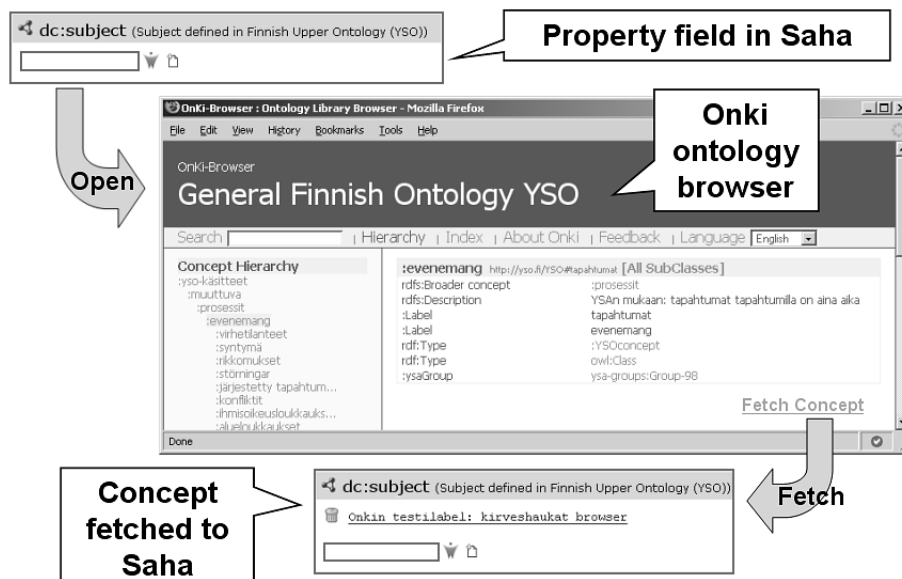 dc:subject (Subject defined in Finnish Upper Ontology (YSO))
Property field in Saha
Open
OnKi-Browser : Ontology Library Browser - Mozilla Firefox
File Edit View History Bookmarks Tools Help
Onki
ontology
browser
OnKi-Browser
General Finnish Ontology YSO
Search | Hierarchy | Index | About Onki | Feedback | Language English
Concept Hierarchy
:yso-käsitteet
:muuttuva
:prosessit
:evenemang
:virhetilanteet
:syntymä
:rikkomukset
:störningar
:järjestetty tapahtum...
:konfliktit
:ihmisoikeusloukkauks...
:alueloukkaukset
:evenemang http://yso.fi/YSO#tapahtumat [All SubClasses]
rdfs:Broader concept :prosessit
rdfs:Description YSAn mukaan: tapahtumat tapahtumilla on aina aika
:Label tapahtumat
:Label evenemang
rdf:Type :YSOconcept
rdf:Type owl:Class
:ysaGroup ysa-groups:Group-98
Fetch Concept
Done
Fetch
Concept
fetched to
Saha
dc:subject (Subject defined in Finnish Upper Ontology (YSO))
Onkin testilabel: kirveshaukat browser